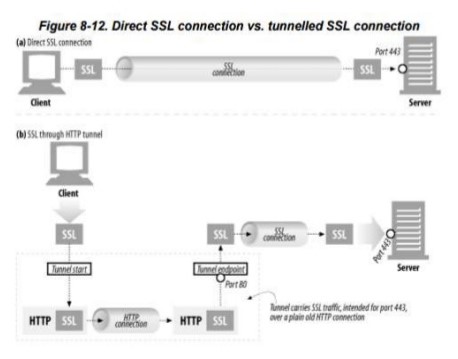 Figure 8-12. Direct SSL connection vs. tunnelled SSL connection
(a) Direct SSL connection
Port 443
SSL
SSL
connection
SSL
Client
Server
(b) SSL through HTTP tunnel
Client
SSL
SSL
SSL
connection
SSL
Port 443
Server
Tunnel start
Tunnel endpoint
Port 80
HTTP SSL
HTTP
connection
HTTP SSL
Tunnel carries SSL traffic, intended for port 443,
over a plain old HTTP connection